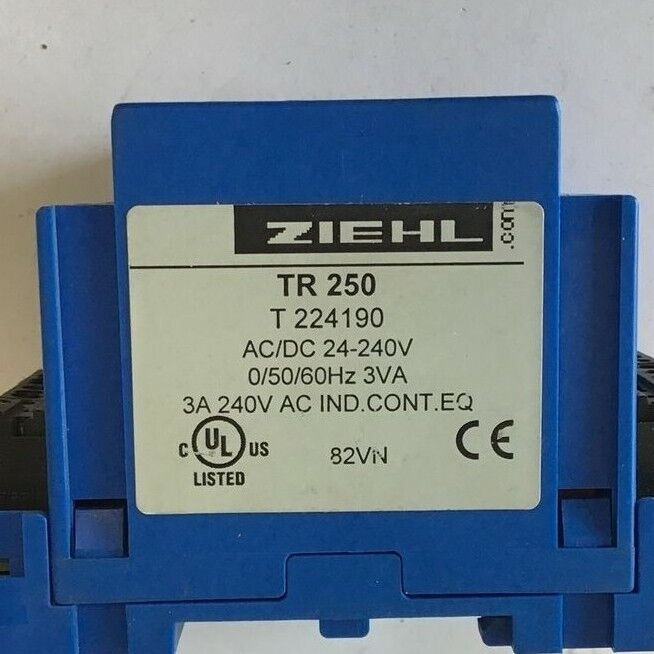 ZIEHL
.com
TR 250
T 224190
AC/DC 24-240V
0/50/60Hz 3VA
3A 240V AC IND.CONT.EQ
C UL US
LISTED
82VN
CE